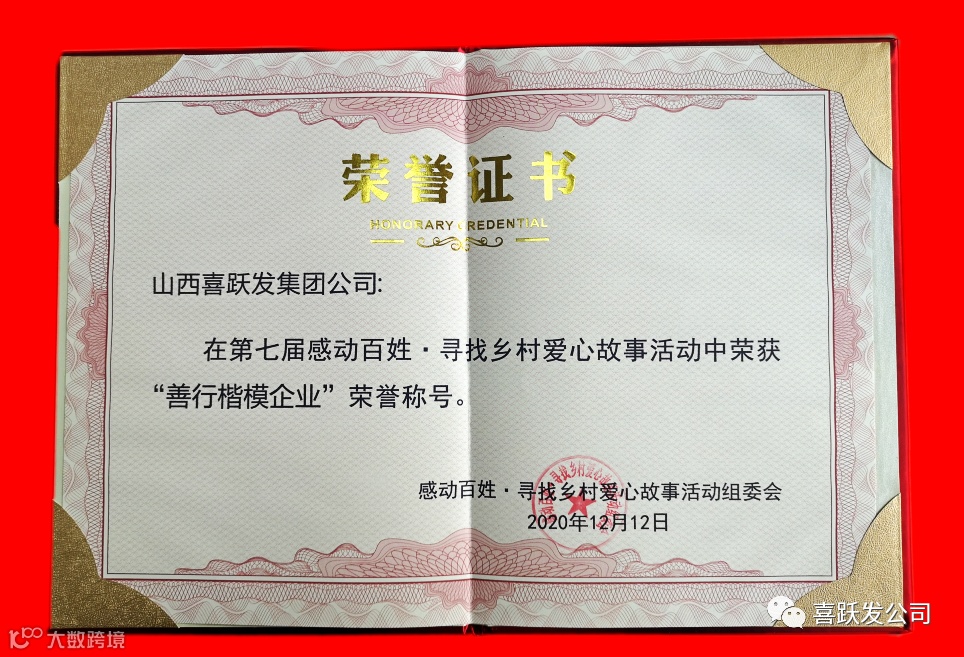 荣誉证书
HONORARY CREDENTIAL
山西喜跃发集团公司:
在第七届感动百姓·寻找乡村爱心故事活动中荣获
“善行楷模企业”荣誉称号。
感动百姓·寻找乡村爱心故事活动组委会
2020年12月12日
喜跃发公司
大数跨境